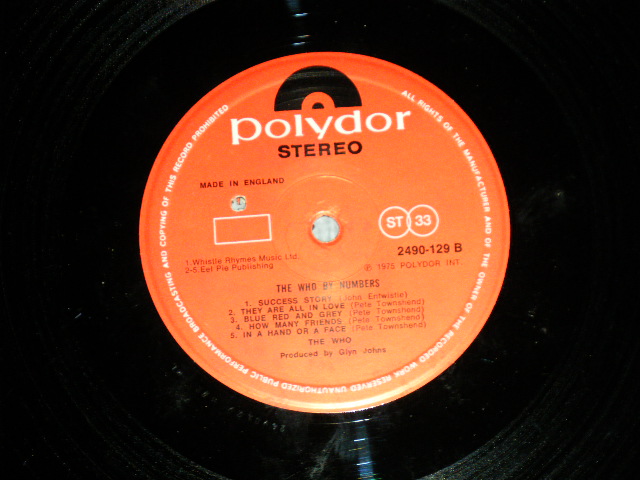 polydor
STEREO
MADE IN ENGLAND
ST 33
2490-129 B
1.Whistle Rhymes Music Ltd.
2-5.Eel Pie Publishing
℗ 1975 POLYDOR INT.
THE WHO BY NUMBERS
1. SUCCESS STORY (John Entwistle)
2. THEY ARE ALL IN LOVE (Pete Townshend)
3. BLUE RED AND GREY (Pete Townshend)
4. HOW MANY FRIENDS (Pete Townshend)
5. IN A HAND OR A FACE (Pete Townshend)
THE WHO
Produced by Glyn Johns
ALL RIGHTS OF THE MANUFACTURER AND OF THE OWNER OF THE RECORDED WORK RESERVED UNAUTHORIZED PUBLIC PERFORMANCE BROADCASTING AND COPYING OF THIS RECORD PROHIBITED